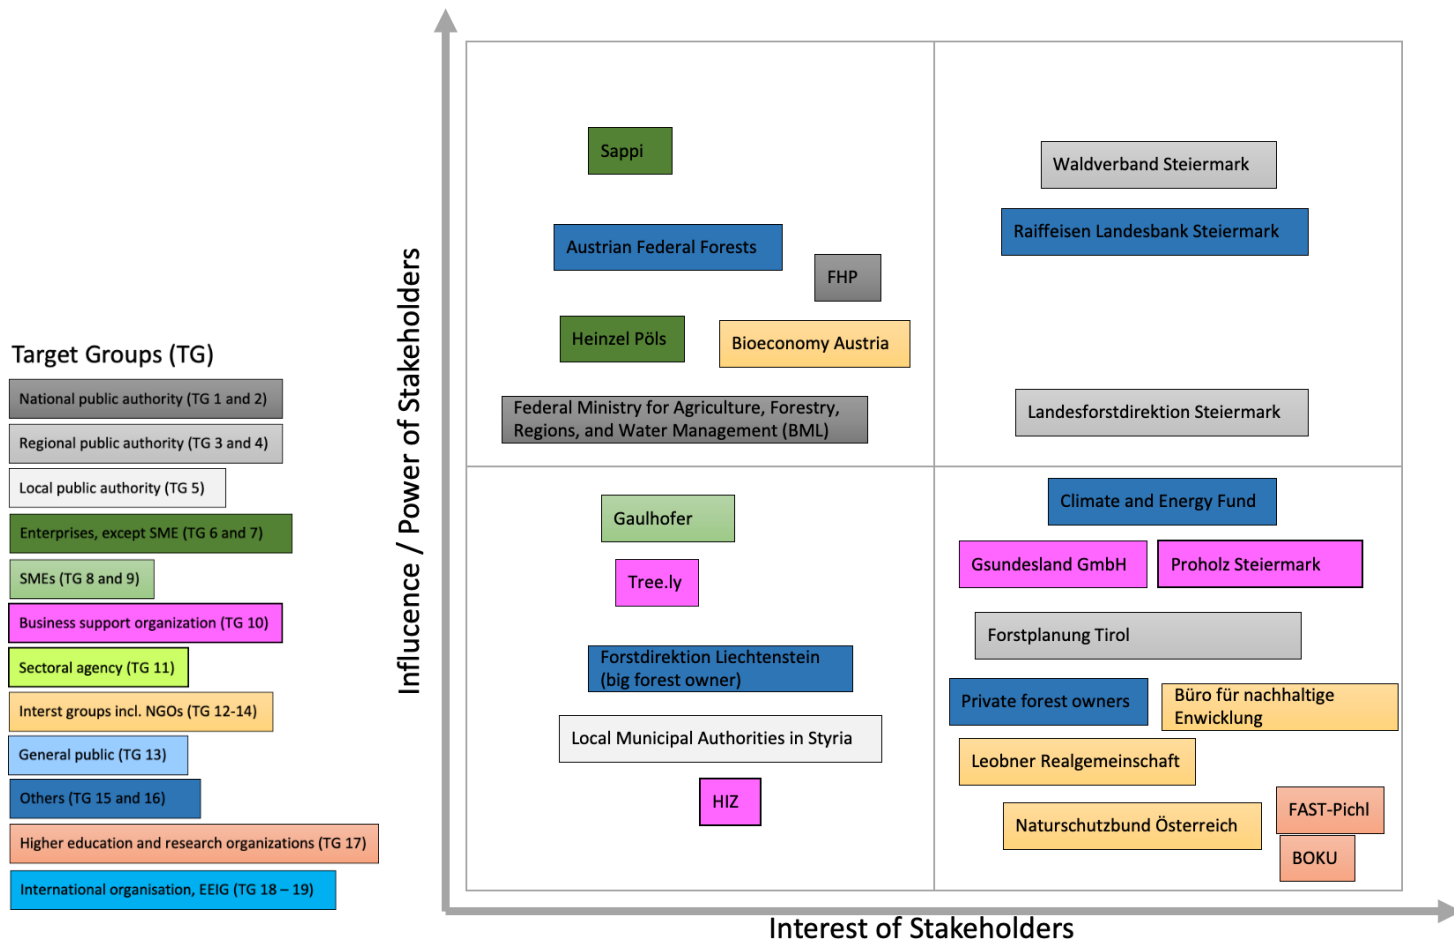 Target Groups (TG)
National public authority (TG 1 and 2)
Regional public authority (TG 3 and 4)
Local public authority (TG 5)
Enterprises, except SME (TG 6 and 7)
SMEs (TG 8 and 9)
Business support organization (TG 10)
Sectoral agency (TG 11)
Interst groups incl. NGOs (TG 12-14)
General public (TG 13)
Others (TG 15 and 16)
Higher education and research organizations (TG 17)
International organisation, EEIG (TG 18 – 19)
Influcence / Power of Stakeholders
Sappi
Austrian Federal Forests
FHP
Heinzel Pöls
Bioeconomy Austria
Federal Ministry for Agriculture, Forestry,
Regions, and Water Management (BML)
Waldverband Steiermark
Raiffeisen Landesbank Steiermark
Landesforstdirektion Steiermark
Gaulhofer
Tree.ly
Forstdirektion Liechtenstein
(big forest owner)
Local Municipal Authorities in Styria
HIZ
Climate and Energy Fund
Gsundesland GmbH
Proholz Steiermark
Forstplanung Tirol
Private forest owners
Büro für nachhaltige
Enwicklung
Leobner Realgemeinschaft
Naturschutzbund Österreich
FAST-Pichl
BOKU
Interest of Stakeholders